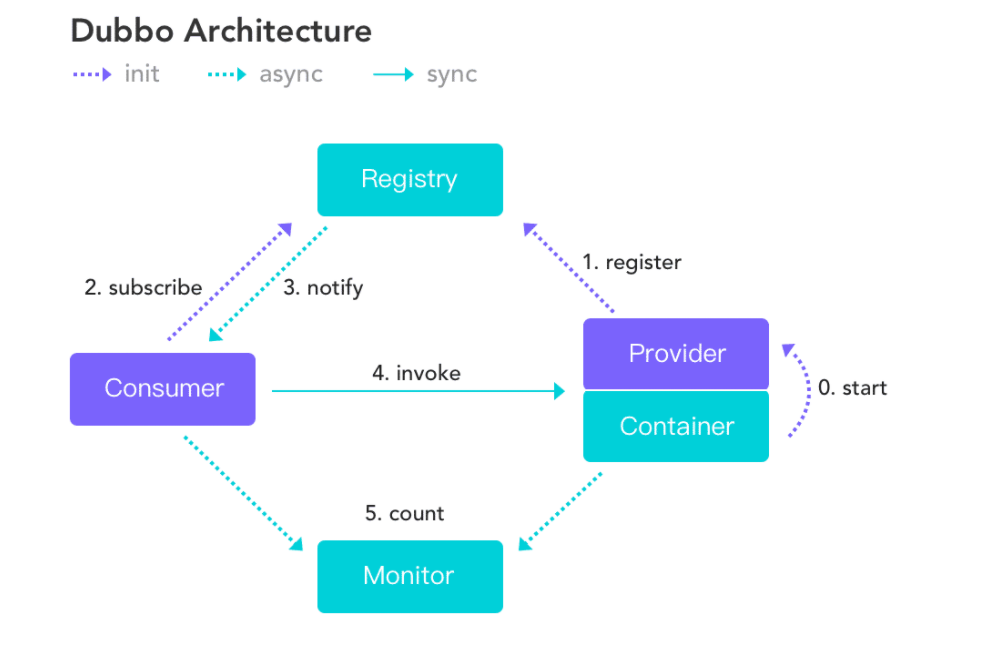 Dubbo Architecture
init async sync
Registry
1. register
2. subscribe 3. notify
Provider
4. invoke
Consumer
0. start
Container
5. count
Monitor